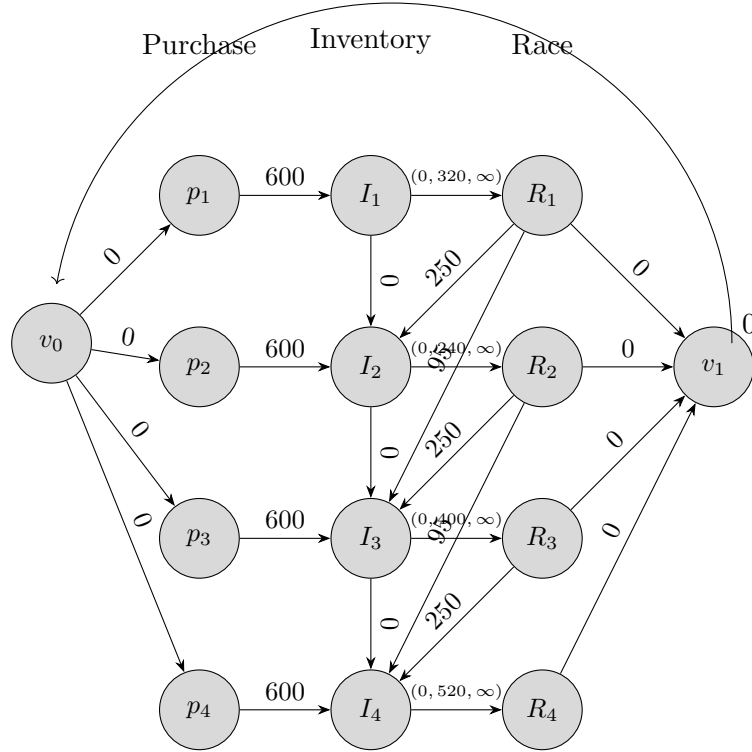 Purchase Inventory Race
p₁ 600 I₁ (0, 320, ∞) R₁
0 0 250 0
v₀ 0 p₂ 600 I₂ (0, 240, ∞) 95 R₂ 0 v₁ 0
0 0 250 0
p₃ 600 I₃ (0, 400, ∞) 95 R₃
0 0 250 0
p₄ 600 I₄ (0, 520, ∞) R₄